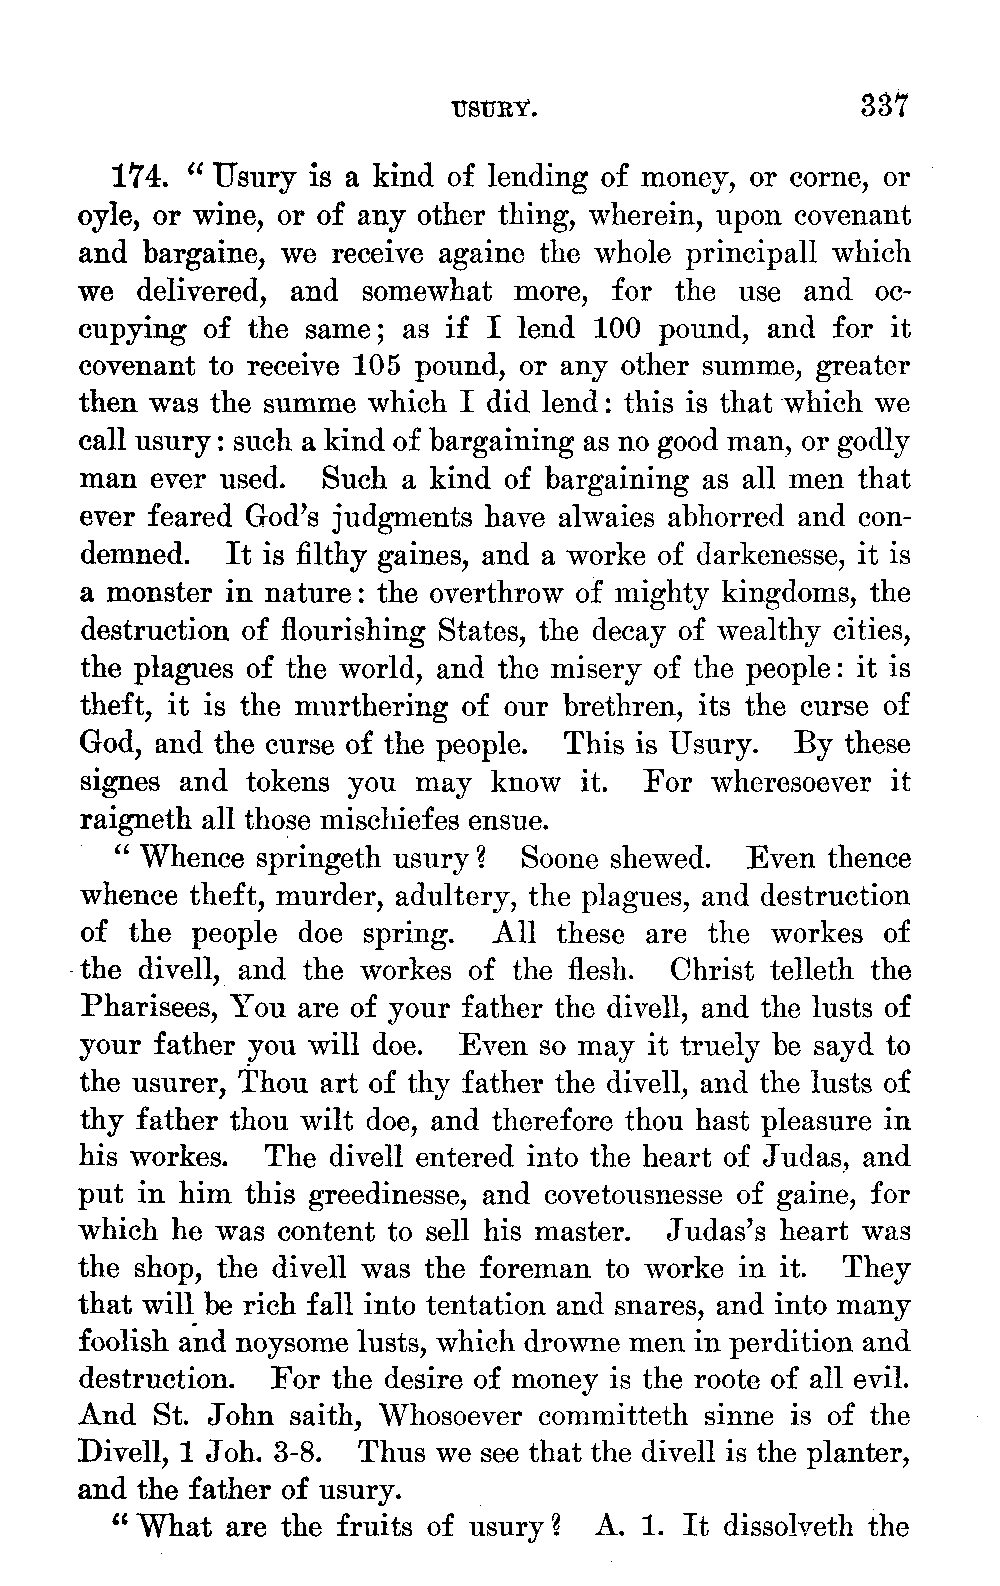 USURY. 337
174. “Usury is a kind of lending of money, or corne, or
oyle, or wine, or of any other thing, wherein, upon covenant
and bargaine, we receive againe the whole principall which
we delivered, and somewhat more, for the use and oc-
cupying of the same; as if I lend 100 pound, and for it
covenant to receive 105 pound, or any other summe, greater
then was the summe which I did lend: this is that which we
call usury: such a kind of bargaining as no good man, or godly
man ever used. Such a kind of bargaining as all men that
ever feared God’s judgments have alwaies abhorred and con-
demned. It is filthy gaines, and a worke of darkenesse, it is
a monster in nature: the overthrow of mighty kingdoms, the
destruction of flourishing States, the decay of wealthy cities,
the plagues of the world, and the misery of the people: it is
theft, it is the murthering of our brethren, its the curse of
God, and the curse of the people. This is Usury. By these
signes and tokens you may know it. For wheresoever it
raigneth all those mischiefes ensue.
“Whence springeth usury? Soone shewed. Even thence
whence theft, murder, adultery, the plagues, and destruction
of the people doe spring. All these are the workes of
the divell, and the workes of the flesh. Christ telleth the
Pharisees, You are of your father the divell, and the lusts of
your father you will doe. Even so may it truely be sayd to
the usurer, Thou art of thy father the divell, and the lusts of
thy father thou wilt doe, and therefore thou hast pleasure in
his workes. The divell entered into the heart of Judas, and
put in him this greedinesse, and covetousnesse of gaine, for
which he was content to sell his master. Judas’s heart was
the shop, the divell was the foreman to worke in it. They
that will be rich fall into tentation and snares, and into many
foolish and noysome lusts, which drowne men in perdition and
destruction. For the desire of money is the roote of all evil.
And St. John saith, Whosoever committeth sinne is of the
Divell, 1 Joh. 3-8. Thus we see that the divell is the planter,
and the father of usury.
“What are the fruits of usury? A. 1. It dissolveth the